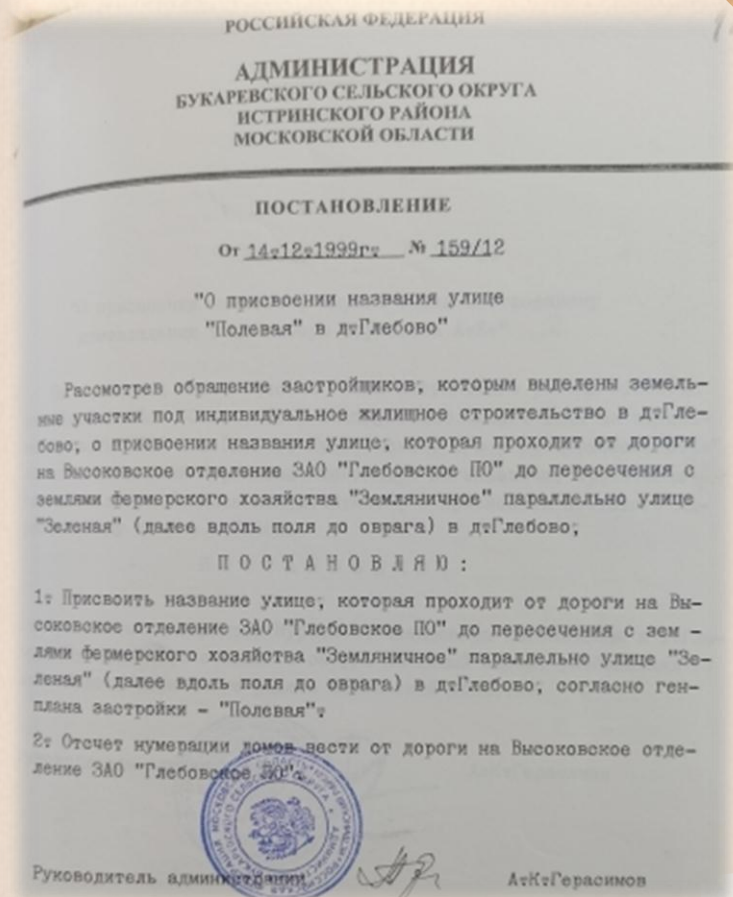 РОССИЙСКАЯ ФЕДЕРАЦИЯ
АДМИНИСТРАЦИЯ
БУКАРЕВСКОГО СЕЛЬСКОГО ОКРУГА
ИСТРИНСКОГО РАЙОНА
МОСКОВСКОЙ ОБЛАСТИ
ПОСТАНОВЛЕНИЕ
От 14.12.1999г. № 159/12
"О присвоении названия улице
"Полевая" в д.Глебово"
Рассмотрев обращение застройщиков, которым выделены земель-
ные участки под индивидуальное жилищное строительство в д.Гле-
бово, о присвоении названия улице, которая проходит от дороги
на Высоковское отделение ЗАО "Глебовское ПО" до пересечения с
землями фермерского хозяйства "Земляничное" параллельно улице
"Зеленая" (далее вдоль поля до оврага) в д.Глебово,
П О С Т А Н О В Л Я Ю :
1. Присвоить название улице, которая проходит от дороги на Вы-
соковское отделение ЗАО "Глебовское ПО" до пересечения с зем -
лями фермерского хозяйства "Земляничное" параллельно улице "Зе-
леная" (далее вдоль поля до оврага) в д.Глебово, согласно ген-
плана застройки - "Полевая".
2. Отсчет нумерации домов вести от дороги на Высоковское отде-
ление ЗАО "Глебовское ПО".
Руководитель администрации А.К.Герасимов